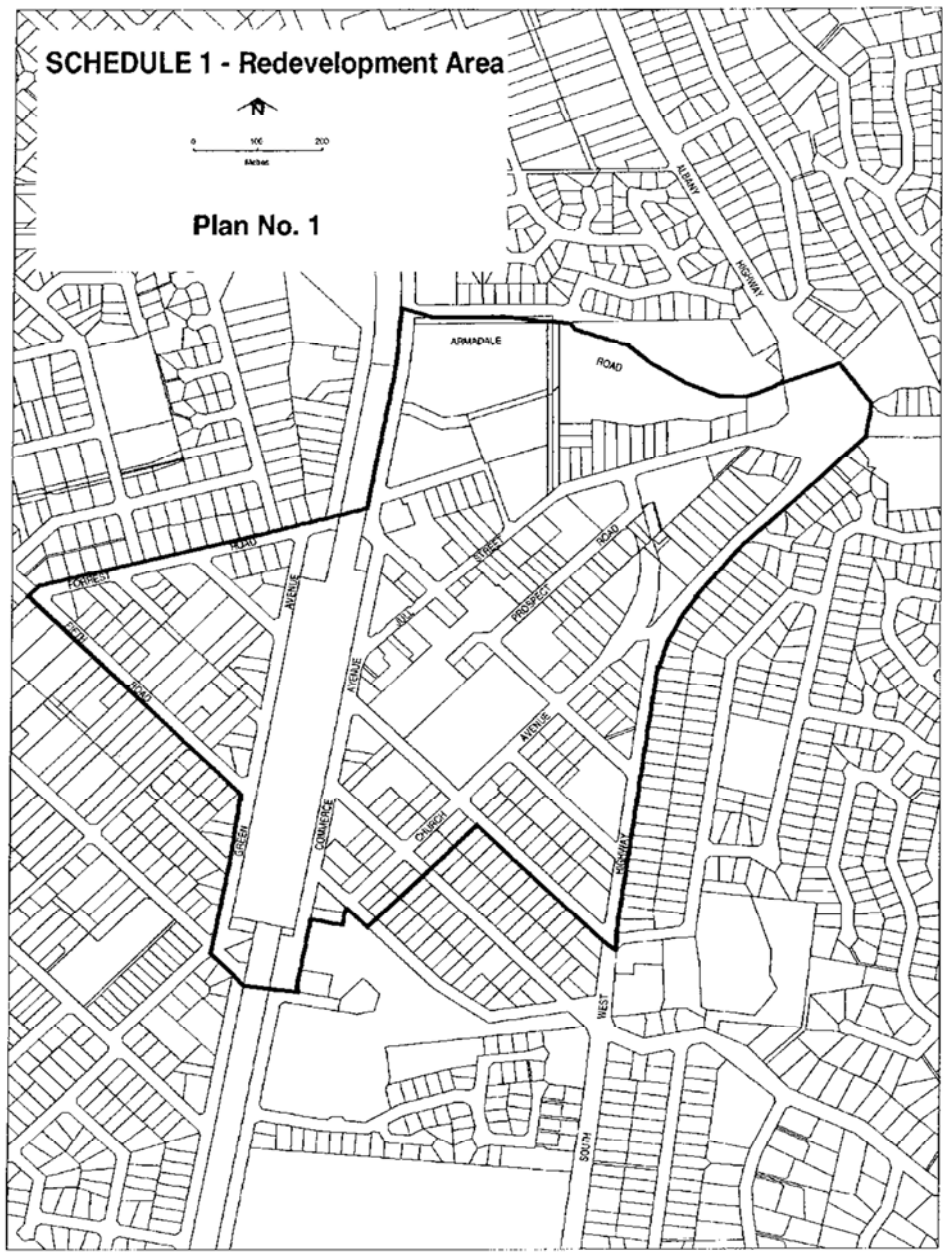 SCHEDULE 1 - Redevelopment Area
N
0 100 200
Metres
Plan No. 1
ALBANY
HIGHWAY
ARMADALE
ROAD
FORREST
ROAD
STREET
JULL
ROAD
PROSPECT
AVENUE
FIFTH
ROAD
AVENUE
AVENUE
GREEN
COMMERCE
CHURCH
HIGHWAY
WEST
SOUTH